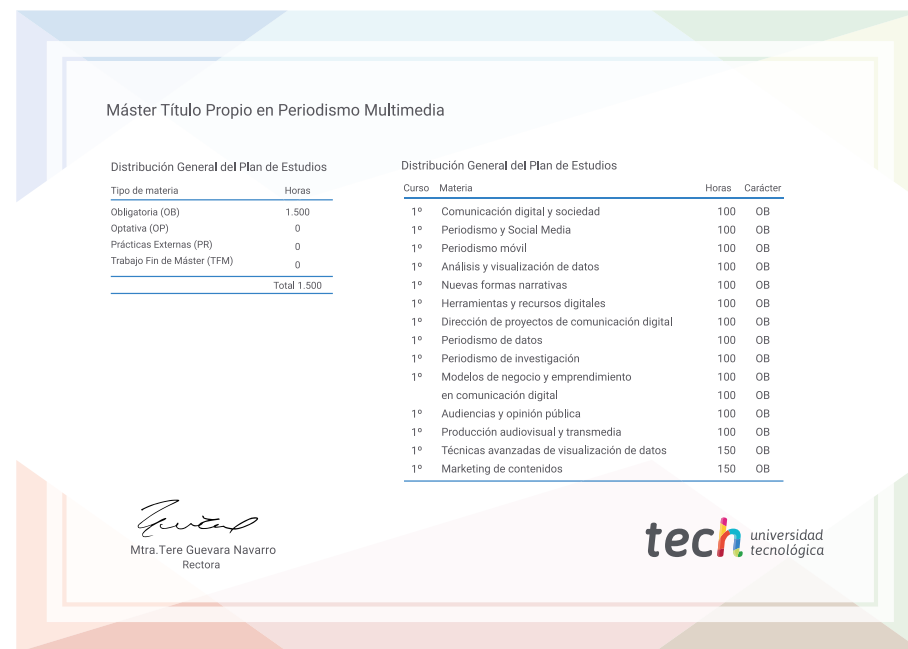 Máster Título Propio en Periodismo Multimedia
Distribución General del Plan de Estudios
Tipo de materia Horas
Obligatoria (OB) 1.500
Optativa (OP) 0
Prácticas Externas (PR) 0
Trabajo Fin de Máster (TFM) 0
Total 1.500
Distribución General del Plan de Estudios
Curso Materia Horas Carácter
1º Comunicación digital y sociedad 100 OB
1º Periodismo y Social Media 100 OB
1º Periodismo móvil 100 OB
1º Análisis y visualización de datos 100 OB
1º Nuevas formas narrativas 100 OB
1º Herramientas y recursos digitales 100 OB
1º Dirección de proyectos de comunicación digital 100 OB
1º Periodismo de datos 100 OB
1º Periodismo de investigación 100 OB
1º Modelos de negocio y emprendimiento 100 OB
en comunicación digital 100 OB
1º Audiencias y opinión pública 100 OB
1º Producción audiovisual y transmedia 100 OB
1º Técnicas avanzadas de visualización de datos 150 OB
1º Marketing de contenidos 150 OB
Mtra.Tere Guevara Navarro
Rectora
tech universidad
tecnológica